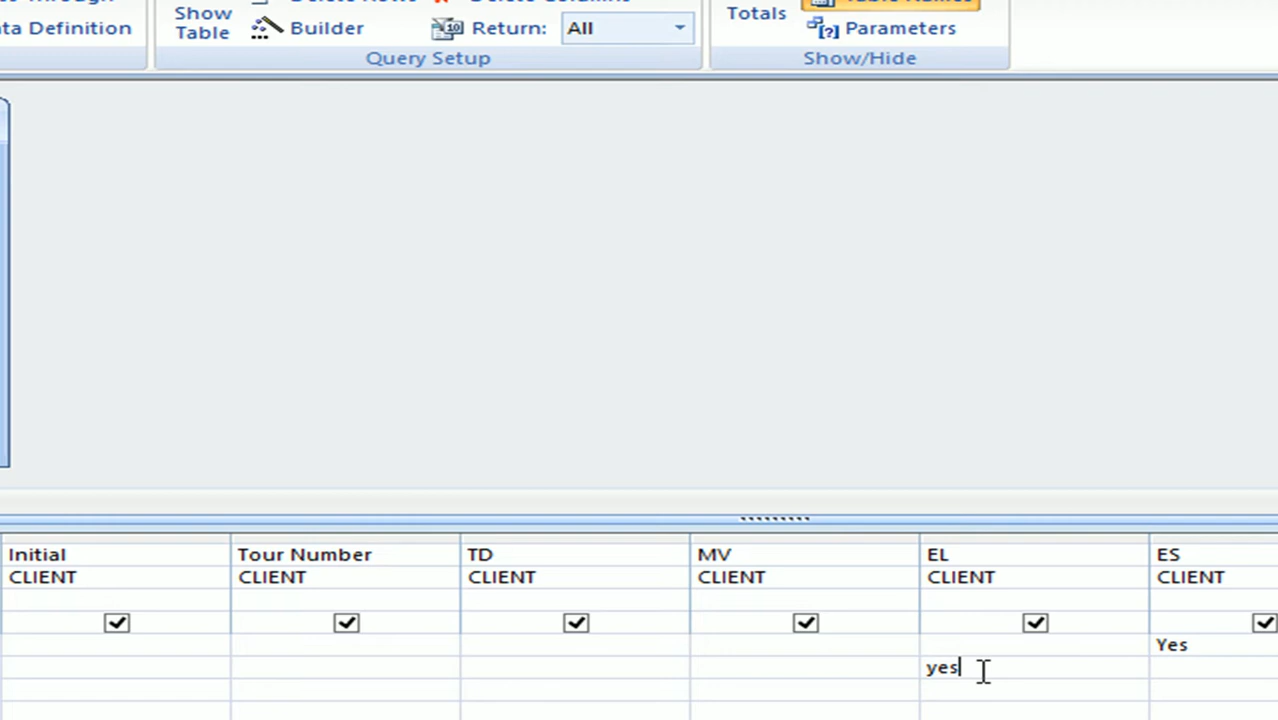 Show
Table
Builder
Return: All
Totals
Parameters
ata Definition
Query Setup
Show/Hide
Initial
Tour Number
TD
MV
EL
ES
CLIENT
CLIENT
CLIENT
CLIENT
CLIENT
CLIENT
Yes
yes